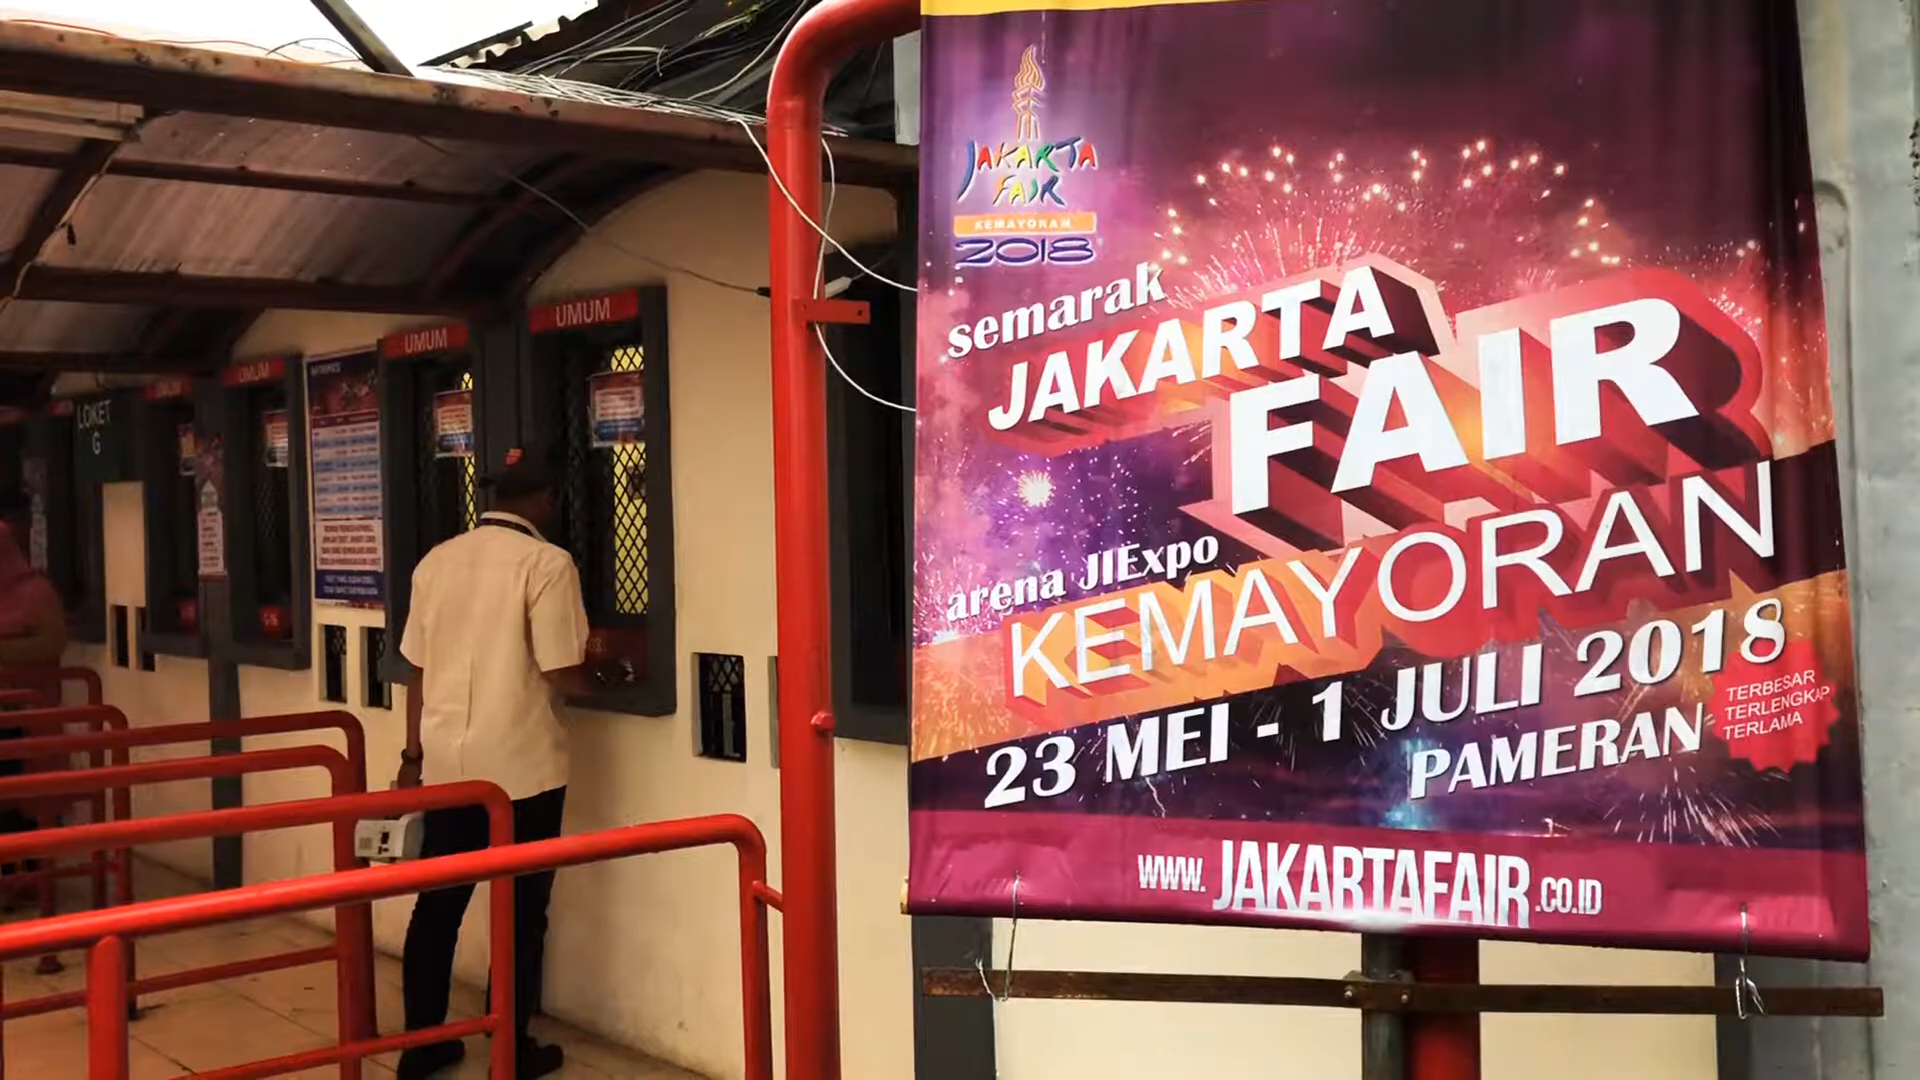 JAKARTA
FAIR
KEMAYORAN
2018
semarak
JAKARTA
FAIR
arena JIExpo
KEMAYORAN
23 MEI - 1 JULI 2018
PAMERAN
TERBESAR
TERLENGKAP
TERLAMA
WWW.JAKARTAFAIR.CO.ID
UMUM
UMUM
UMUM
UMUM
LOKET
G